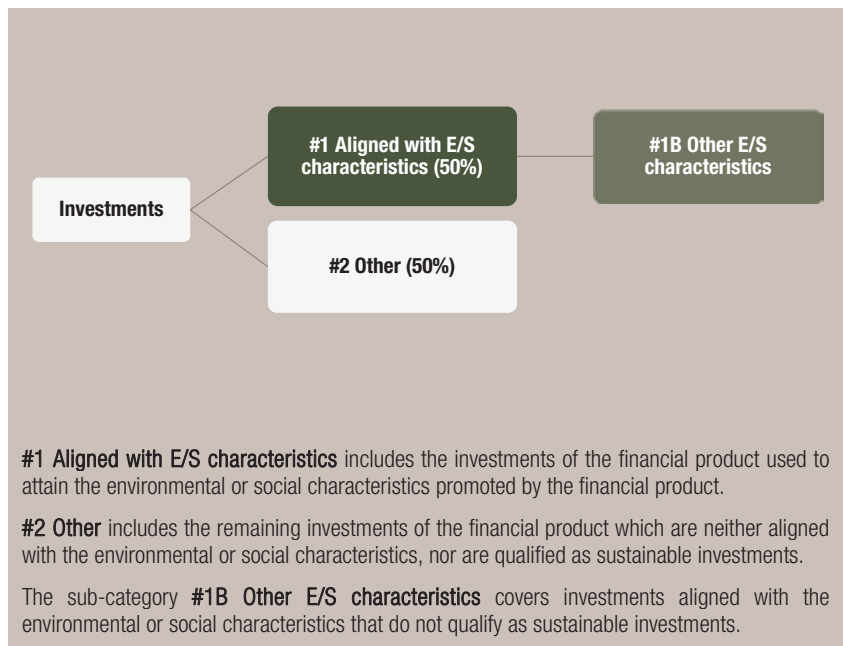 #1 Aligned with E/S
characteristics (50%)
#1B Other E/S
characteristics
Investments
#2 Other (50%)
#1 Aligned with E/S characteristics includes the investments of the financial product used to
attain the environmental or social characteristics promoted by the financial product.
#2 Other includes the remaining investments of the financial product which are neither aligned
with the environmental or social characteristics, nor are qualified as sustainable investments.
The sub-category #1B Other E/S characteristics covers investments aligned with the
environmental or social characteristics that do not qualify as sustainable investments.